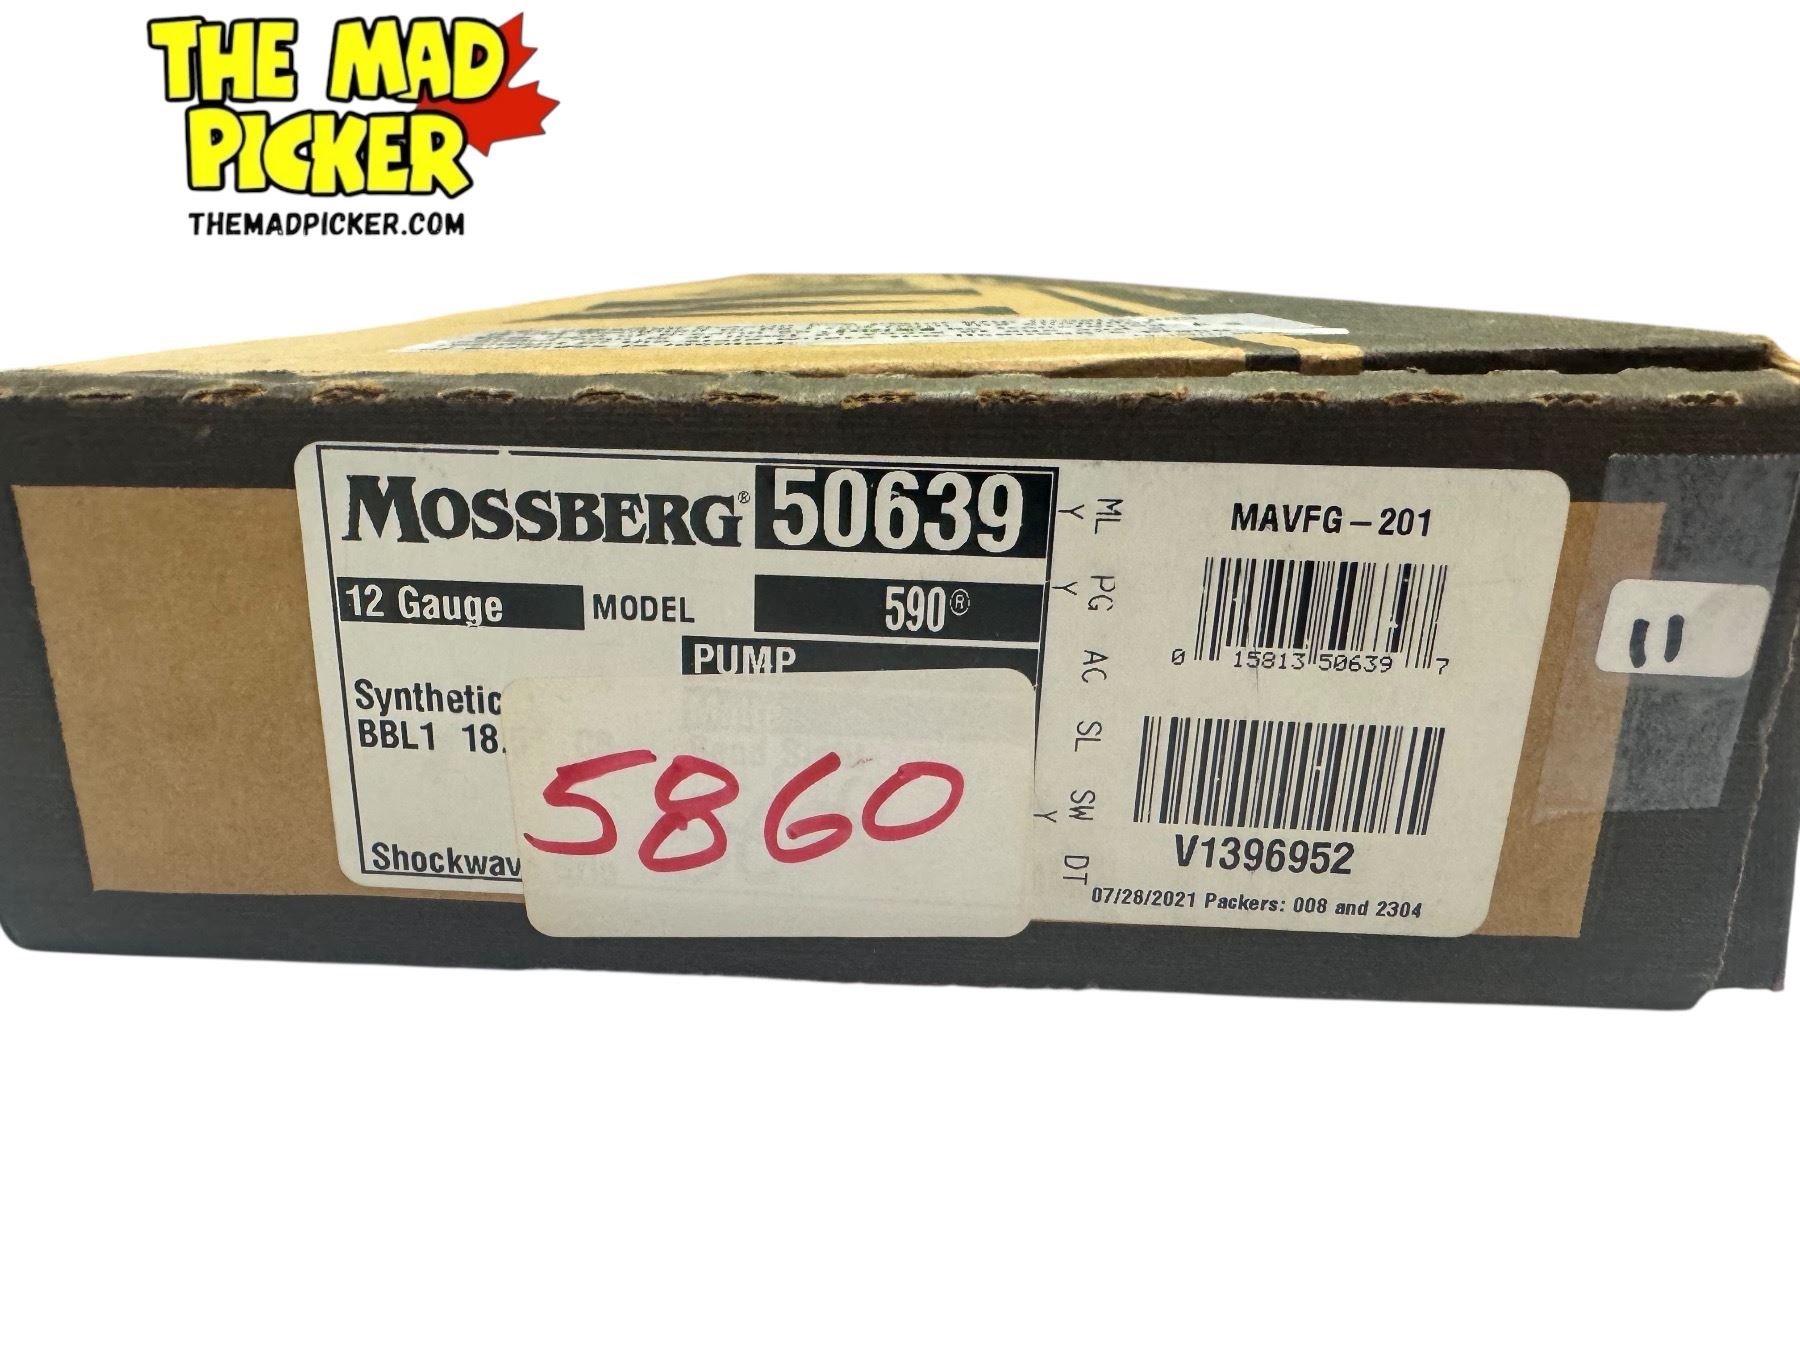 THE MAD
PICKER
THEMADPICKER.COM
MOSSBERG® 50639
12 Gauge MODEL 590®
PUMP
Synthetic
BBL1 18.
Shockwav
5860
ML PG AC SL SW DT
Y Y Y
MAVFG-201
0 15813 50639 7
V1396952
07/28/2021 Packers: 008 and 2304
11